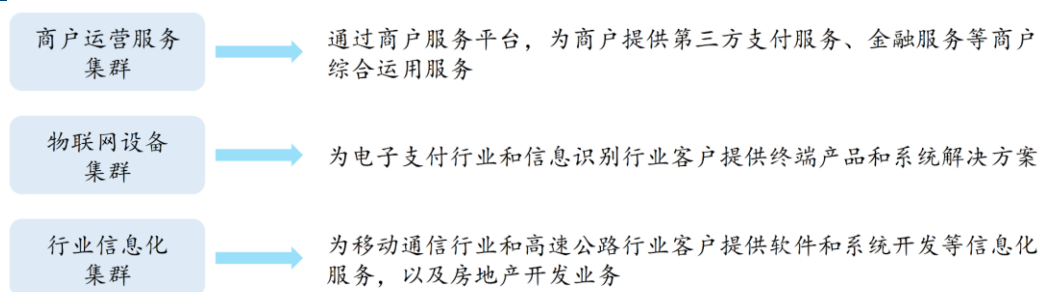 商户运营服务
集群
通过商户服务平台，为商户提供第三方支付服务、金融服务等商户
综合运用服务
物联网设备
集群
为电子支付行业和信息识别行业客户提供终端产品和系统解决方案
行业信息化
集群
为移动通信行业和高速公路行业客户提供软件和系统开发等信息化
服务，以及房地产开发业务